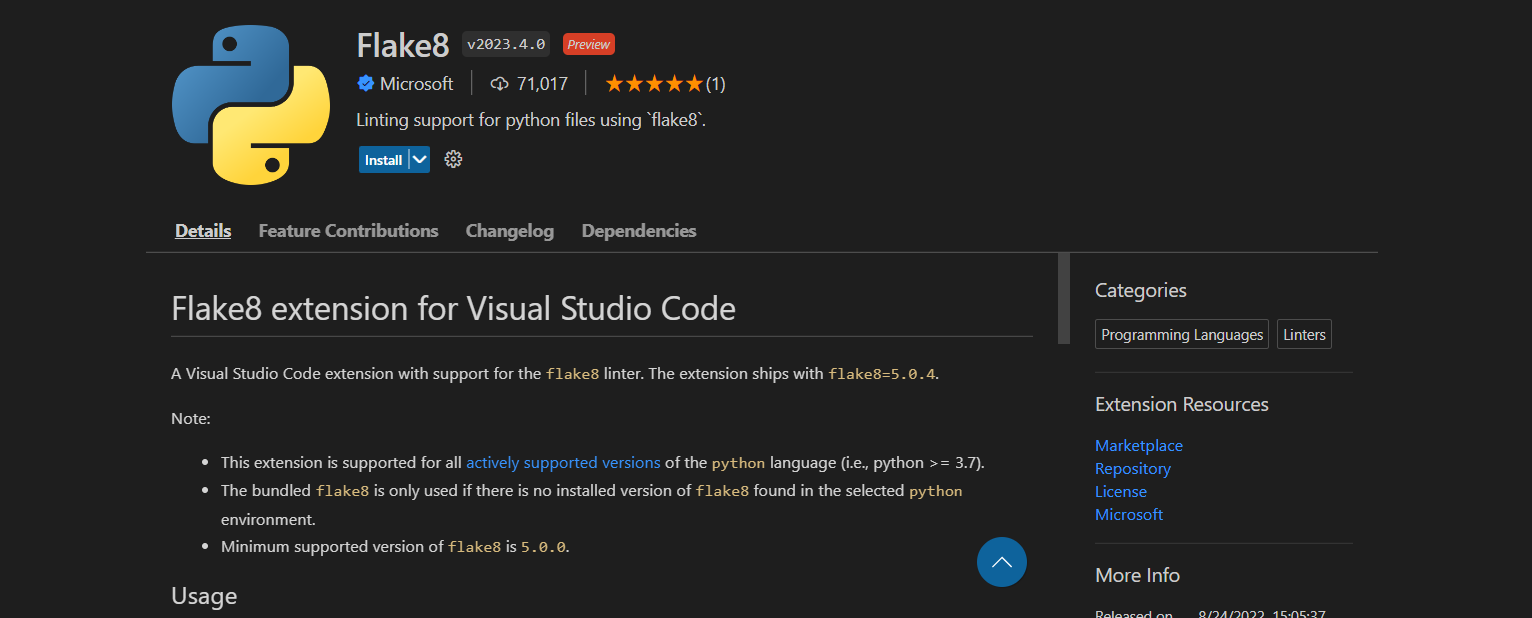 Flake8 v2023.4.0 Preview
Microsoft 71,017 (1)
Linting support for python files using `flake8`.
Install
Details Feature Contributions Changelog Dependencies
Flake8 extension for Visual Studio Code
A Visual Studio Code extension with support for the flake8 linter. The extension ships with flake8=5.0.4.
Note:
• This extension is supported for all actively supported versions of the python language (i.e., python >= 3.7).
• The bundled flake8 is only used if there is no installed version of flake8 found in the selected python
environment.
• Minimum supported version of flake8 is 5.0.0.
Usage
Categories
Programming Languages Linters
Extension Resources
Marketplace
Repository
License
Microsoft
More Info
Released on 8/24/2022, 15:05:37